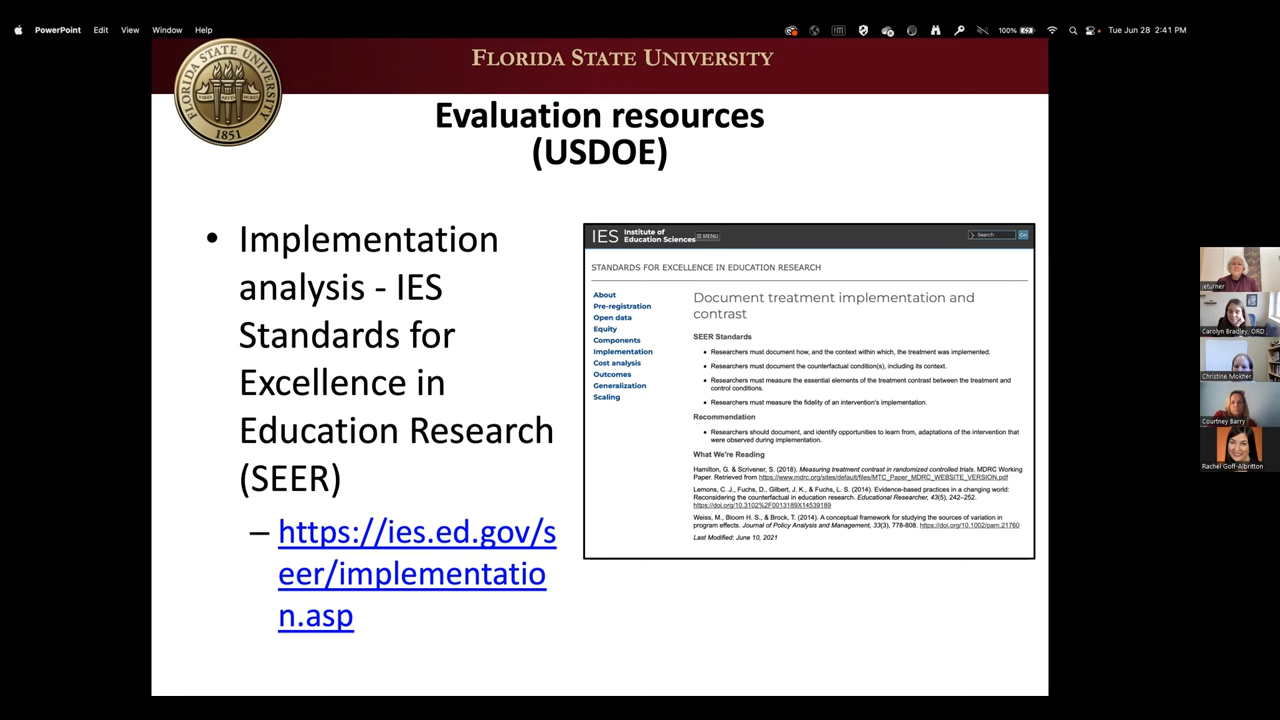 PowerPoint Edit View Window Help
100% Tue Jun 28 2:41 PM
FLORIDA STATE UNIVERSITY
1851
Evaluation resources
(USDOE)
• Implementation
analysis - IES
Standards for
Excellence in
Education Research
(SEER)
– https://ies.ed.gov/s
eer/implementatio
n.asp
IES Institute of
Education Sciences
MENU
Search
Go
STANDARDS FOR EXCELLENCE IN EDUCATION RESEARCH
About
Pre-registration
Open data
Equity
Components
Implementation
Cost analysis
Outcomes
Generalization
Scaling
Document treatment implementation and
contrast
SEER Standards
• Researchers must document how, and the context within which, the treatment was implemented.
• Researchers must document the counterfactual condition(s), including its context.
• Researchers must measure the essential elements of the treatment contrast between the treatment and
control conditions.
• Researchers must measure the fidelity of an intervention's implementation.
Recommendation
• Researchers should document, and identify opportunities to learn from, adaptations of the intervention that
were observed during implementation.
What We're Reading
Hamilton, G. & Scrivener, S. (2018). Measuring treatment contrast in randomized controlled trials. MDRC Working
Paper. Retrieved from https://www.mdrc.org/sites/default/files/MTC_Paper_MDRC_WEBSITE_VERSION.pdf
Lemons, C. J., Fuchs, D., Gilbert, J. K., & Fuchs, L. S. (2014). Evidence-based practices in a changing world:
Reconsidering the counterfactual in education research. Educational Researcher, 43(5), 242–252.
https://doi.org/10.3102%2F0013189X14539189
Weiss, M., Bloom H. S., & Brock, T. (2014). A conceptual framework for studying the sources of variation in
program effects. Journal of Policy Analysis and Management, 33(3), 778-808. https://doi.org/10.1002/pam.21760
Last Modified: June 10, 2021
jeturner
Carolyn Bradley, ORD
Christine Mokher
Courtney Barry
Rachel Goff-Albritton